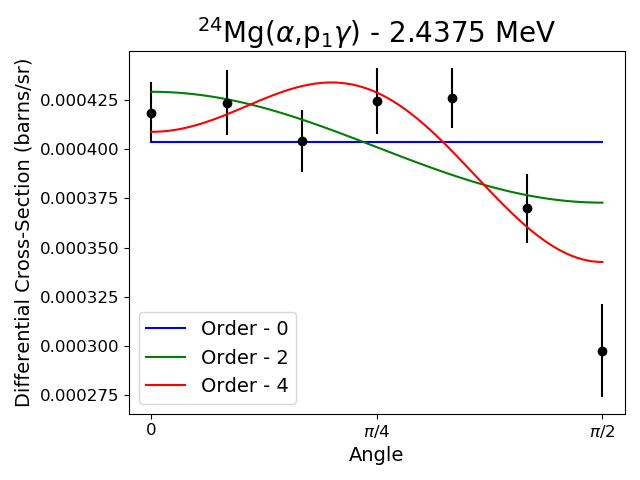 ²⁴Mg(α,p₁γ) - 2.4375 MeV
Differential Cross-Section (barns/sr)
0.000425
0.000400
0.000375
0.000350
0.000325
0.000300
0.000275
Order - 0
Order - 2
Order - 4
0 π/4 π/2
Angle